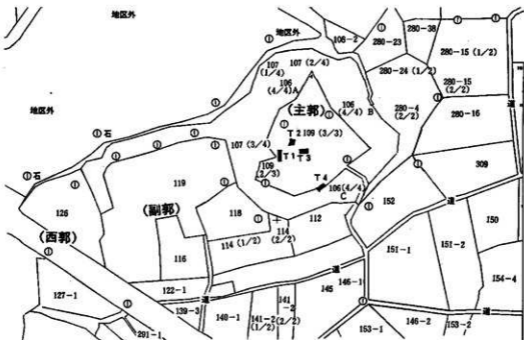 地区外
地区外
地区外
106-2
280-23
280-38
280-15 (1/2)
107
(1/4)
107 (2/4)
106
(4/4)A
280-24 (1/2)
280-15
(2/2)
① 石
(主郭)
106
(4/4)
B
280-4
(2/2)
280-16
107 (3/4)
T2
109 (3/3)
T1
T3
109
(2/3)
T4
106(4/4)
C
309
道
① 石
119
126
(副郭)
118
(西郭)
114 (1/2)
114
(2/2)
112
152
道
150
151-1
151-2
116
122-1
127-1
145
146-1
154-4
道
139-3
道
140-1
141-2
(1/2)
141
-2
(2/2)
道
291-1
153-1
146-2
153-2